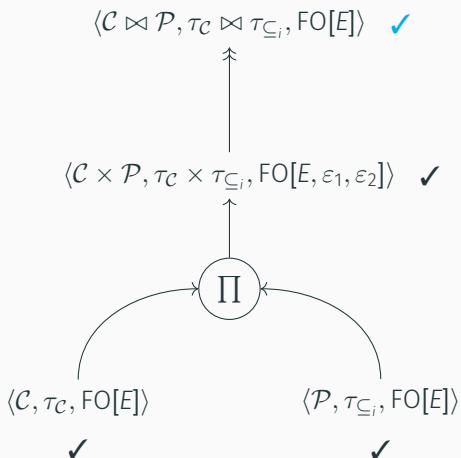 ⟨𝒞 ⋈ 𝒫, τ_𝒞 ⋈ τ_{⊆_i}, FO[E]⟩ ✓
⟨𝒞 × 𝒫, τ_𝒞 × τ_{⊆_i}, FO[E, ε₁, ε₂]⟩ ✓
∏
⟨𝒞, τ_𝒞, FO[E]⟩ ⟨𝒫, τ_{⊆_i}, FO[E]⟩
✓ ✓